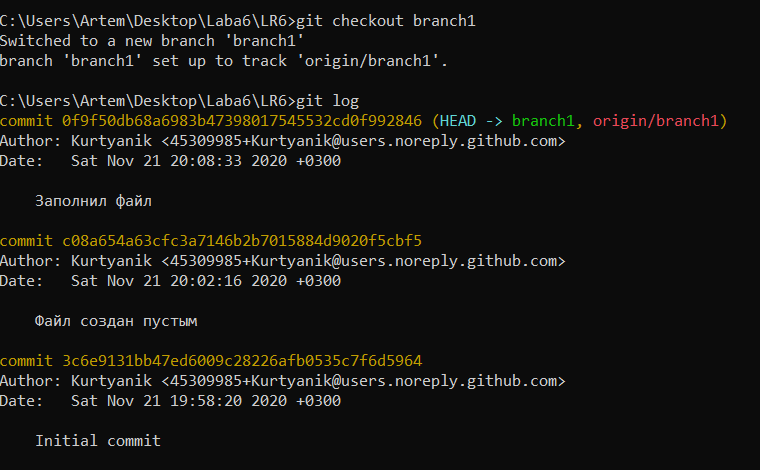 C:\Users\Artem\Desktop\Laba6\LR6>git checkout branch1
Switched to a new branch 'branch1'
branch 'branch1' set up to track 'origin/branch1'.
C:\Users\Artem\Desktop\Laba6\LR6>git log
commit 0f9f50db68a6983b47398017545532cd0f992846 (HEAD -> branch1, origin/branch1)
Author: Kurtyanik <45309985+Kurtyanik@users.noreply.github.com>
Date:   Sat Nov 21 20:08:33 2020 +0300
Заполнил файл
commit c08a654a63cfc3a7146b2b7015884d9020f5cbf5
Author: Kurtyanik <45309985+Kurtyanik@users.noreply.github.com>
Date:   Sat Nov 21 20:02:16 2020 +0300
Файл создан пустым
commit 3c6e9131bb47ed6009c28226afb0535c7f6d5964
Author: Kurtyanik <45309985+Kurtyanik@users.noreply.github.com>
Date:   Sat Nov 21 19:58:20 2020 +0300
Initial commit